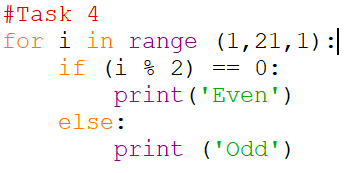 #Task 4
for i in range (1,21,1):
    if (i % 2) == 0:
        print('Even')
    else:
        print ('Odd')